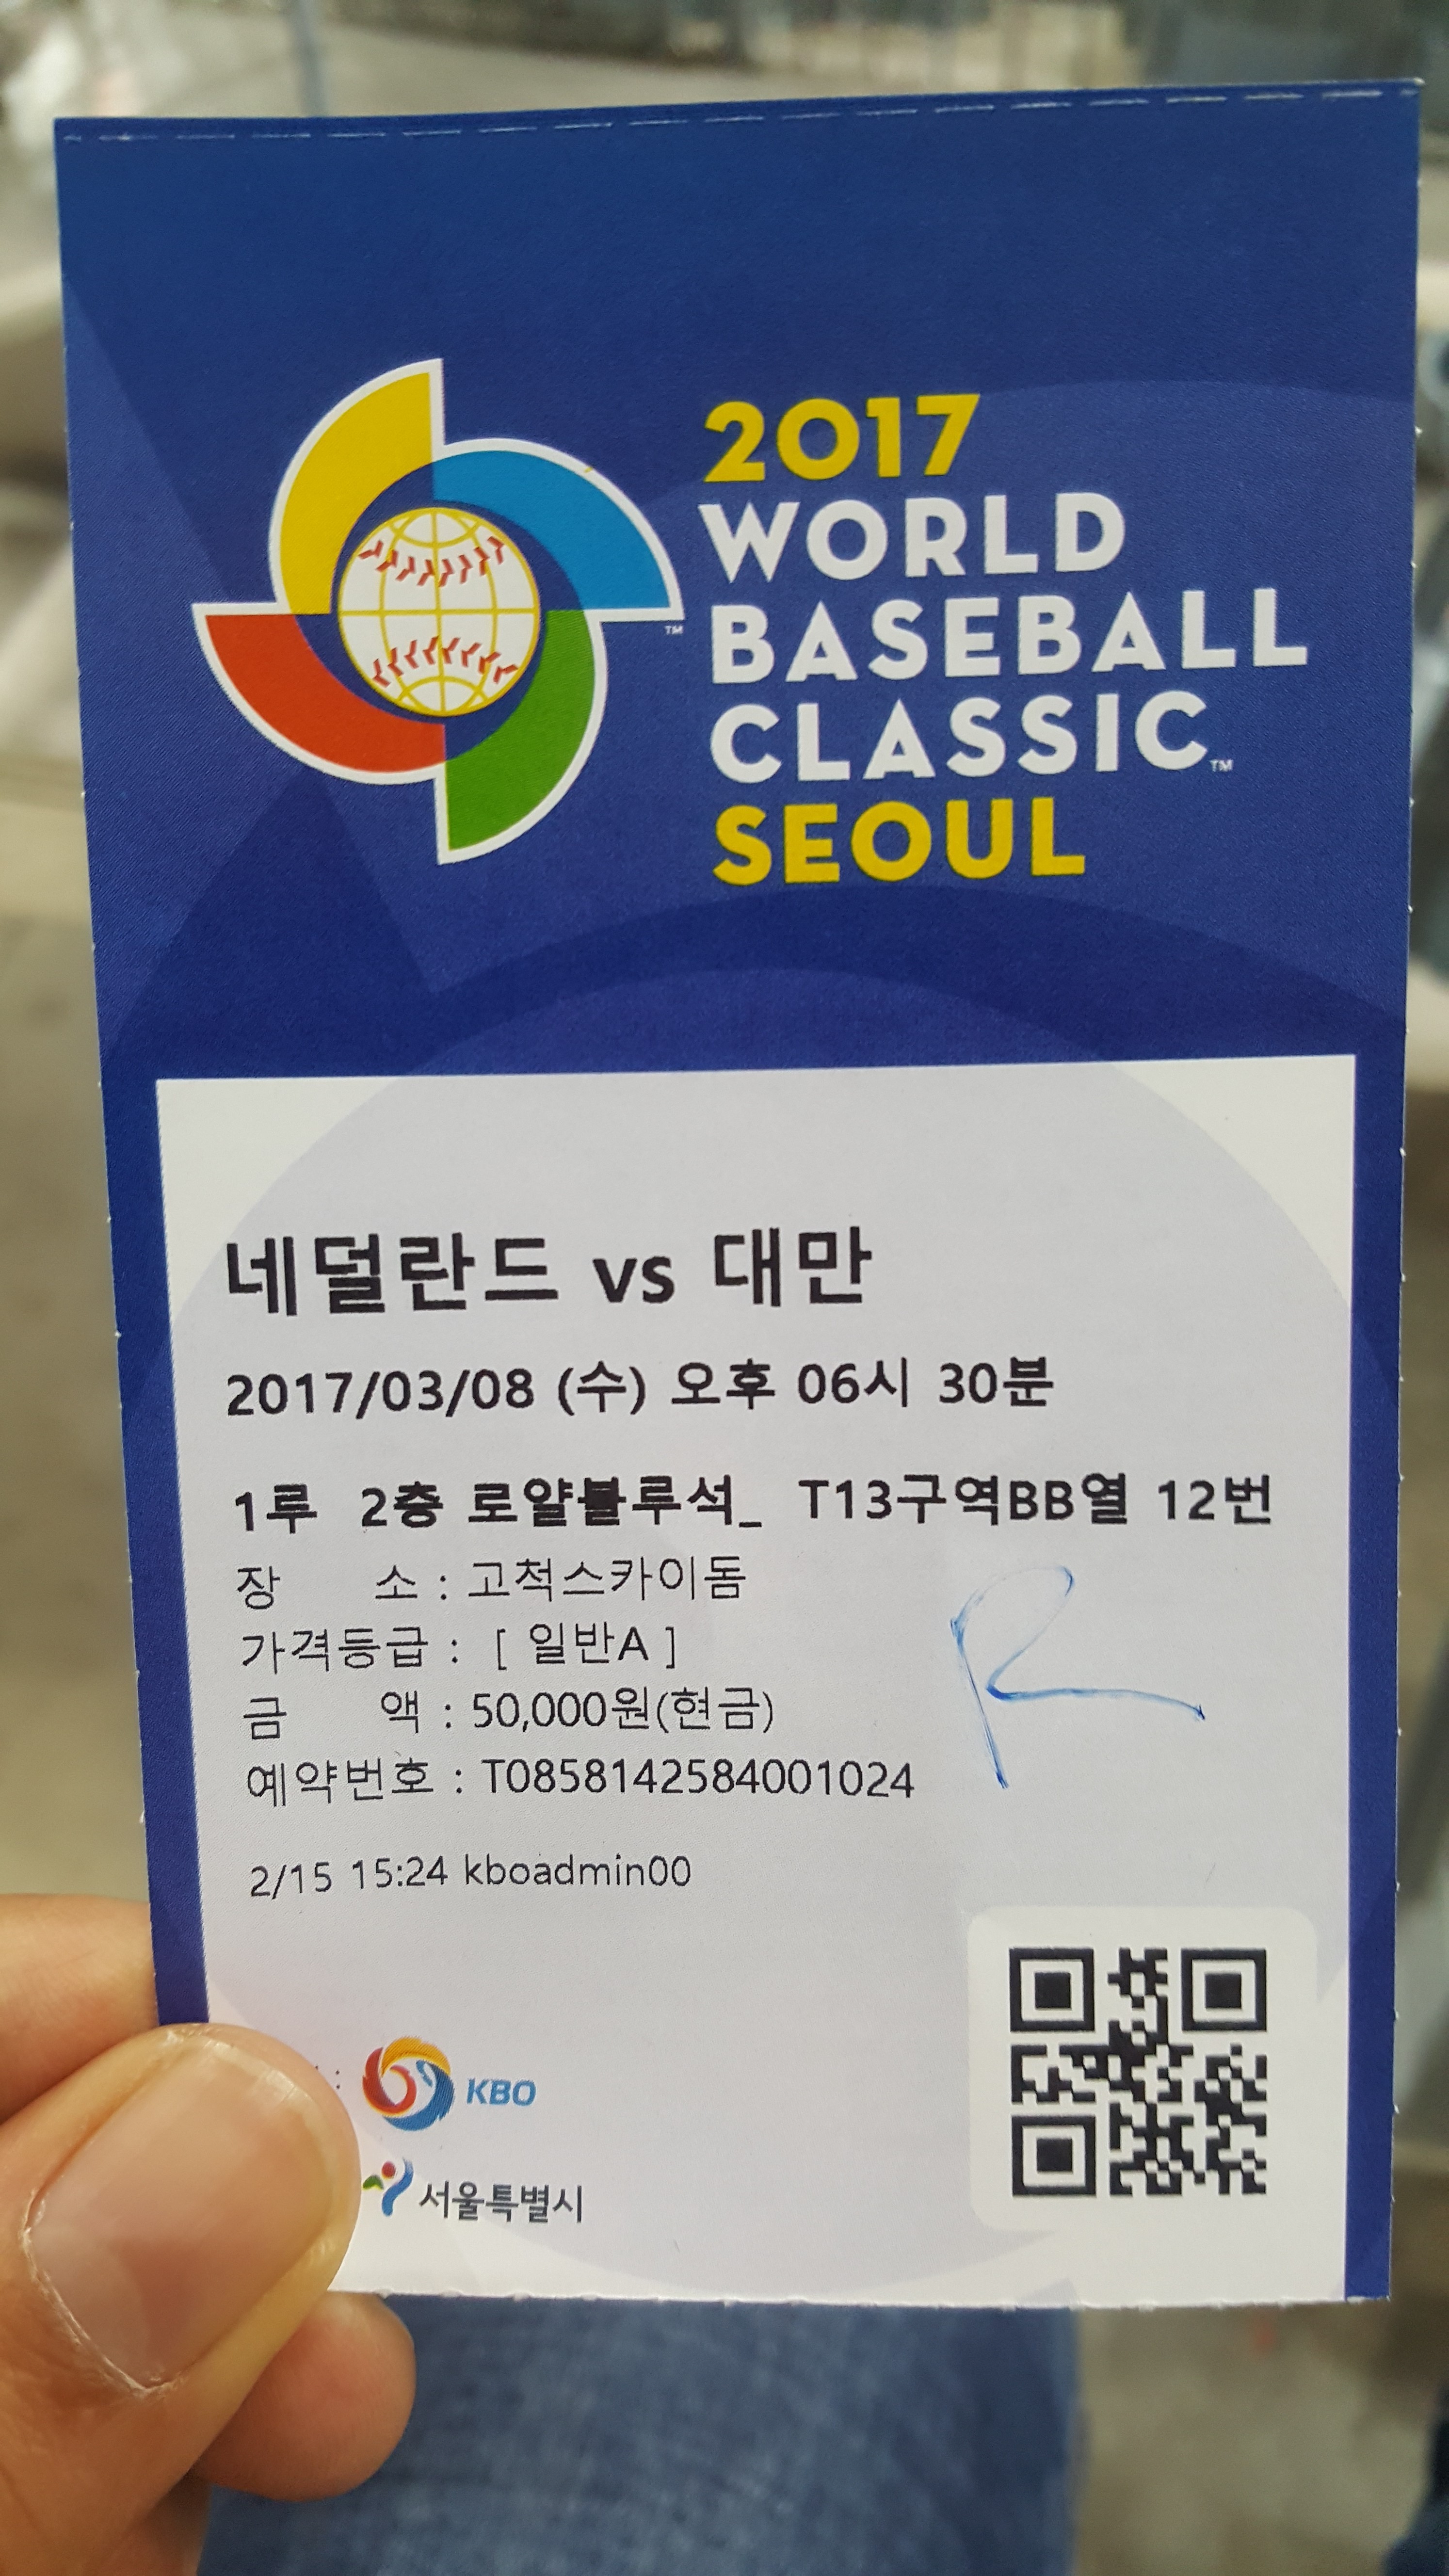 2017
WORLD
BASEBALL
CLASSIC™
SEOUL
™
네덜란드 vs 대만
2017/03/08 (수) 오후 06시 30분
1루 2층 로얄블루석_ T13구역BB열 12번
장 소 : 고척스카이돔
가격등급 : [ 일반A ]
금 액 : 50,000원(현금)
예약번호 : T0858142584001024
2/15 15:24 kboadmin00
: KBO
서울특별시